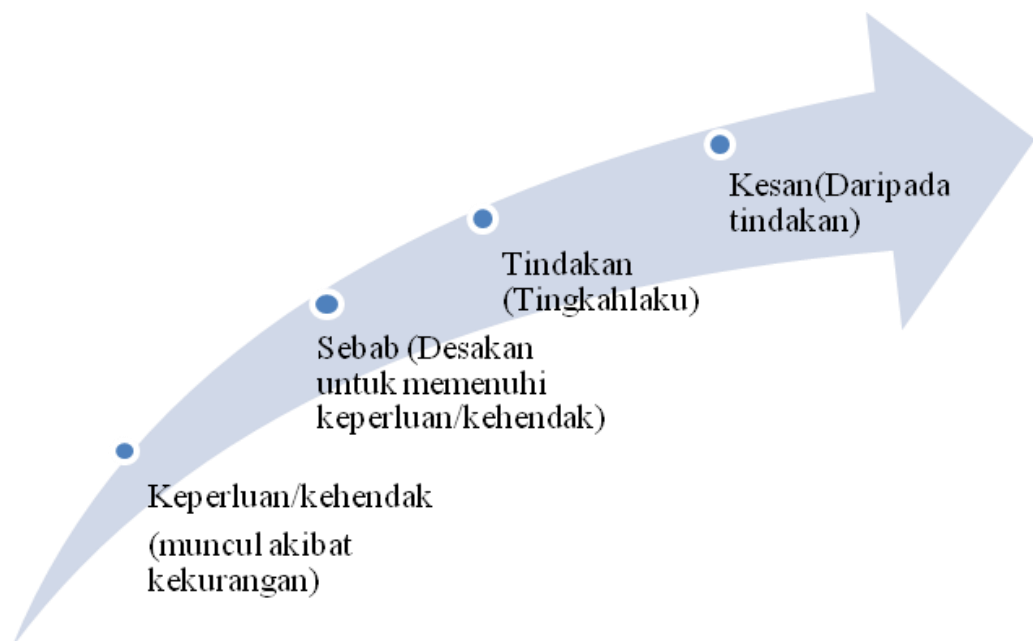 Kesan(Daripada
tindakan)
Tindakan
(Tingkahlaku)
Sebab (Desakan
untuk memenuhi
keperluan/kehendak)
Keperluan/kehendak
(muncul akibat
kekurangan)